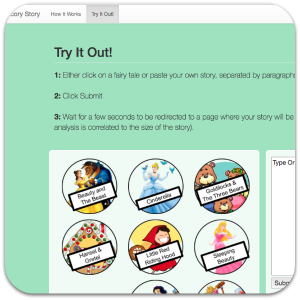 ory Story How It Works Try It Out!
Try It Out!
1: Either click on a fairy tale or paste your own story, separated by paragraphs
2: Click Submit
3: Wait for a few seconds to be redirected to a page where your story will be
analysis is correlated to the size of the story).
Beauty and
The Beast
Cinderella
Goldilocks &
The Three Bears
Type Or
Hansel &
Gretel
Little Red
Riding Hood
Sleeping
Beauty
Subm